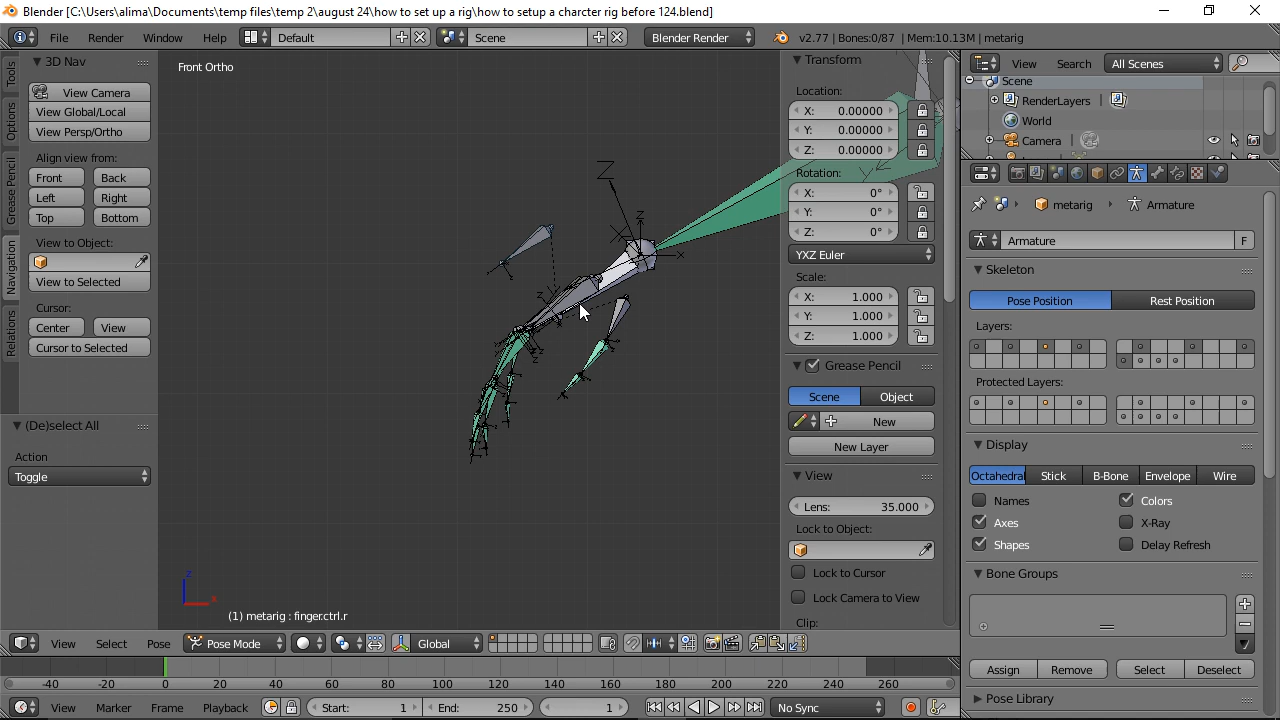 Blender [C:\Users\alima\Documents\temp files\temp 2\august 24\how to set up a rig\how to setup a charcter rig before 124.blend]
File Render Window Help Default Scene Blender Render v2.77 | Bones:0/87 | Mem:10.13M | metarig
Tools
Options
Grease Pencil
Navigation
Relations
3D Nav
View Camera
View Global/Local
View Persp/Ortho
Align view from:
Front Back
Left Right
Top Bottom
View to Object:
View to Selected
Cursor:
Center View
Cursor to Selected
(De)select All
Action
Toggle
Front Ortho
Z
Y
X
Z
x
z
x
z
(1) metarig : finger.ctrl.r
Transform
Location:
X: 0.00000
Y: 0.00000
Z: 0.00000
Rotation:
X: 0°
Y: 0°
Z: 0°
YXZ Euler
Scale:
X: 1.000
Y: 1.000
Z: 1.000
Grease Pencil
Scene Object
New
New Layer
View
Lens: 35.000
Lock to Object:
Lock to Cursor
Lock Camera to View
Clip:
View Search All Scenes
Scene
RenderLayers
World
Camera
metarig Armature
Armature F
Skeleton
Pose Position Rest Position
Layers:
Protected Layers:
Display
Octahedral Stick B-Bone Envelope Wire
Names Colors
Axes X-Ray
Shapes Delay Refresh
Bone Groups
Assign Remove Select Deselect
Pose Library
View Select Pose Pose Mode Global
-40 -20 0 20 40 60 80 100 120 140 160 180 200 220 240 260
View Marker Frame Playback Start: 1 End: 250 1 No Sync